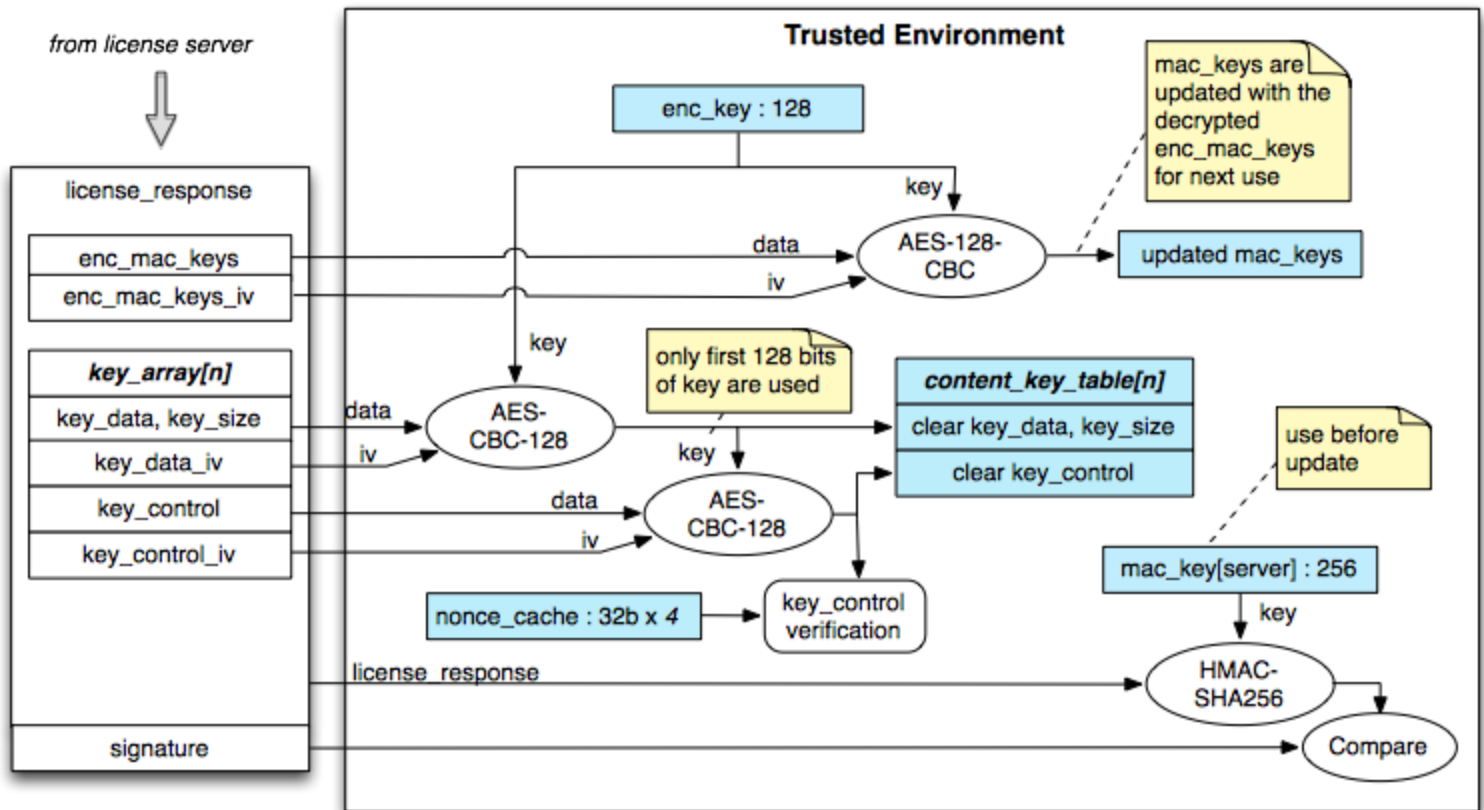 from license server
Trusted Environment
license_response
enc_mac_keys
enc_mac_keys_iv
key_array[n]
key_data, key_size
key_data_iv
key_control
key_control_iv
signature
enc_key : 128
key
data
iv
AES-128-
CBC
mac_keys are
updated with the
decrypted
enc_mac_keys
for next use
updated mac_keys
key
data
iv
AES-
CBC-128
only first 128 bits
of key are used
key
data
iv
AES-
CBC-128
content_key_table[n]
clear key_data, key_size
clear key_control
use before
update
nonce_cache : 32b x 4
key_control
verification
mac_key[server] : 256
key
license_response
HMAC-
SHA256
Compare